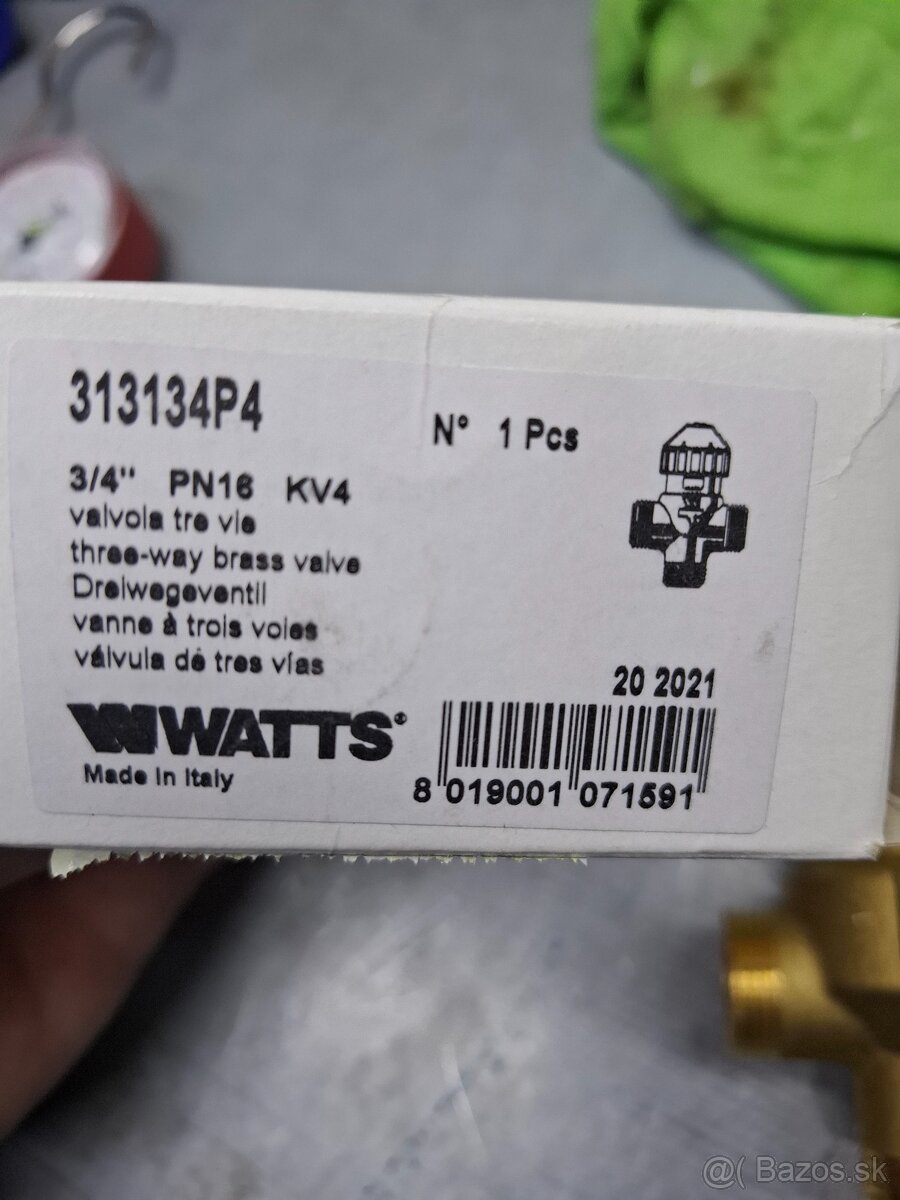 313134P4
N° 1 Pcs
3/4" PN16 KV4
valvola tre vie
three-way brass valve
Dreiwegeventil
vanne à trois voies
válvula de tres vías
20 2021
WATTS®
Made in Italy
8 019001 071591
@( Bazos.sk